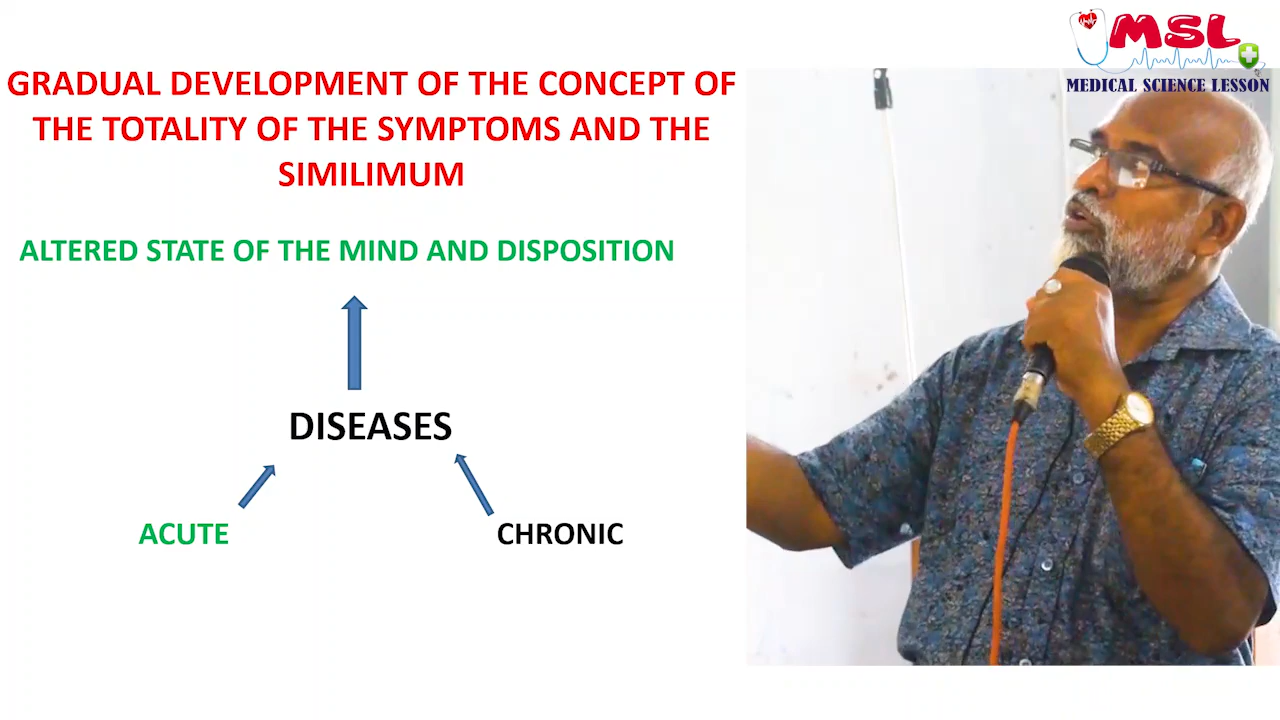 MSL
MEDICAL SCIENCE LESSON
GRADUAL DEVELOPMENT OF THE CONCEPT OF
THE TOTALITY OF THE SYMPTOMS AND THE
SIMILIMUM
ALTERED STATE OF THE MIND AND DISPOSITION
DISEASES
ACUTE
CHRONIC